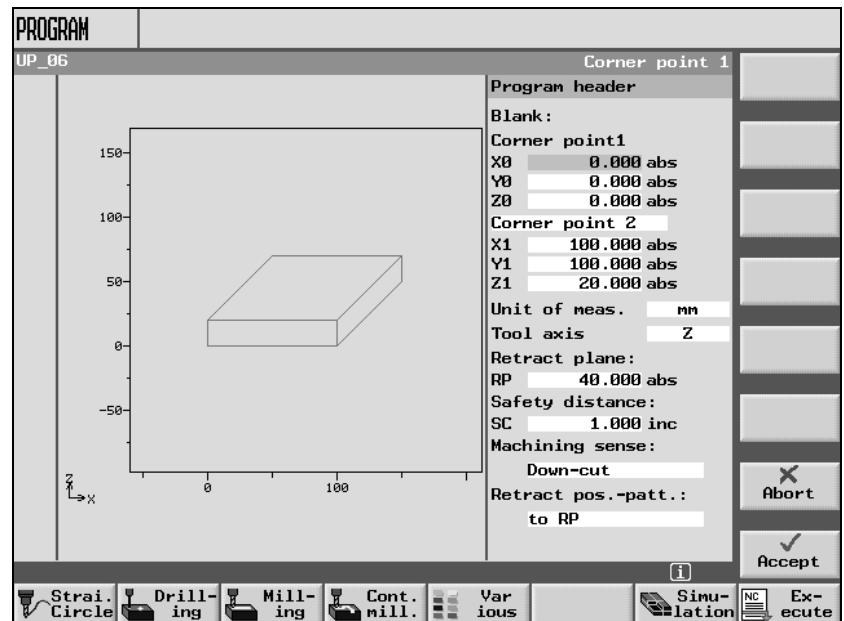 PROGRAM
UP_06
Corner point 1
Program header
Blank:
Corner point1
X0 0.000 abs
Y0 0.000 abs
Z0 0.000 abs
Corner point 2
X1 100.000 abs
Y1 100.000 abs
Z1 20.000 abs
Unit of meas. mm
Tool axis Z
Retract plane:
RP 40.000 abs
Safety distance:
SC 1.000 inc
Machining sense:
Down-cut
Retract pos.-patt.:
to RP
150
100
50
0
-50
0 100
Z
X
Abort
Accept
i
Strai.
Circle
Drill-
ing
Mill-
ing
Cont.
mill.
Var
ious
Simu-
lation
NC
Ex-
ecute